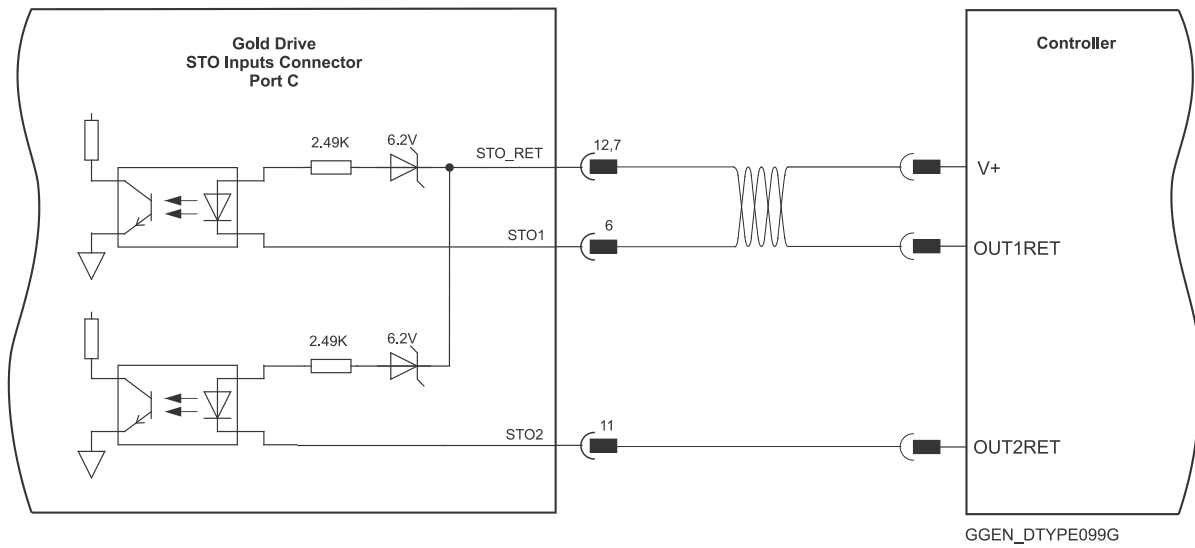 Gold Drive
STO Inputs Connector
Port C
Controller
2.49K
6.2V
STO_RET
12,7
V+
STO1
6
OUT1RET
2.49K
6.2V
STO2
11
OUT2RET
GGEN_DTYPE099G